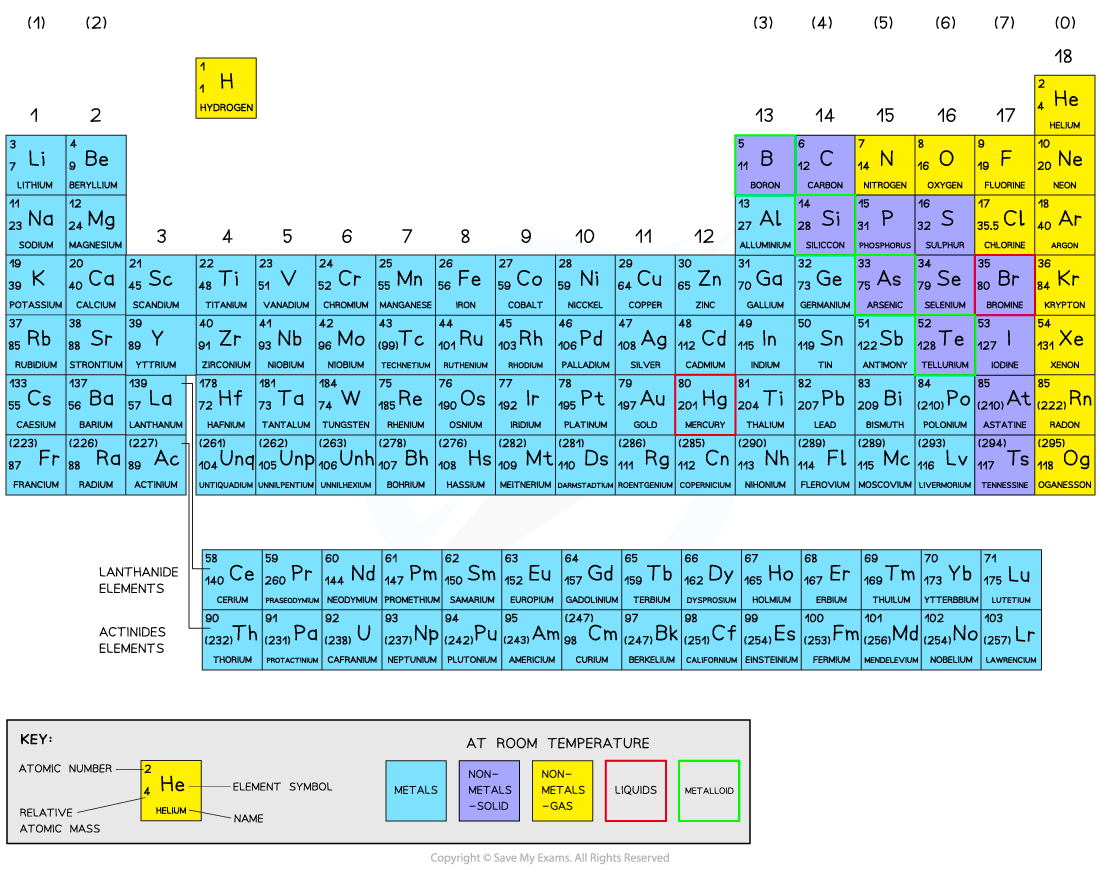 (1) (2) (3) (4) (5) (6) (7) (0)
18
1
1 H
HYDROGEN
2
4 He
HELIUM
1 2 13 14 15 16 17
3 4 5 6 7 8 9 10
7 Li 9 Be 11 B 12 C 14 N 16 O 19 F 20 Ne
LITHIUM BERYLLIUM BORON CARBON NITROGEN OXYGEN FLUORINE NEON
11 12 13 14 15 16 17 18
23 Na 24 Mg 27 Al 28 Si 31 P 32 S 35.5 Cl 40 Ar
SODIUM MAGNESIUM ALLUMINIUM SILICCON PHOSPHORUS SULPHUR CHLORINE ARGON
3 4 5 6 7 8 9 10 11 12
19 20 21 22 23 24 25 26 27 28 29 30 31 32 33 34 35 36
39 K 40 Ca 45 Sc 48 Ti 51 V 52 Cr 55 Mn 56 Fe 59 Co 59 Ni 64 Cu 65 Zn 70 Ga 73 Ge 75 As 79 Se 80 Br 84 Kr
POTASSIUM CALCIUM SCANDIUM TITANIUM VANADIUM CHROMIUM MANGANESE IRON COBALT NICCKEL COPPER ZINC GALLIUM GERMANIUM ARSENIC SELENIUM BROMINE KRYPTON
37 38 39 40 41 42 43 44 45 46 47 48 49 50 51 52 53 54
85 Rb 88 Sr 89 Y 91 Zr 93 Nb 96 Mo (99) Tc 101 Ru 103 Rh 106 Pd 108 Ag 112 Cd 115 In 119 Sn 122 Sb 128 Te 127 I 131 Xe
RUBIDIUM STRONTIUM YTTRIUM ZIRCONIUM NIOBIUM NIOBIUM TECHNETIUM RUTHENIUM RHODIUM PALLADIUM SILVER CADMIUM INDIUM TIN ANTIMONY TELLURIUM IODINE XENON
133 137 139 178 181 184 75 76 77 78 79 80 81 82 83 84 85 85
55 Cs 56 Ba 57 La 72 Hf 73 Ta 74 W 185 Re 190 Os 192 Ir 195 Pt 197 Au 201 Hg 204 Ti 207 Pb 209 Bi (210) Po (210) At (222) Rn
CAESIUM BARIUM LANTHANUM HAFNIUM TANTALUM TUNGSTEN RHENIUM OSNIUM IRIDIUM PLATINUM GOLD MERCURY THALIUM LEAD BISMUTH POLONIUM ASTATINE RADON
(223) (226) (227) (261) (262) (263) (278) (276) (282) (281) (286) (285) (290) (289) (289) (293) (294) (295)
87 Fr 88 Ra 89 Ac 104 Unq 105 Unp 106 Unh 107 Bh 108 Hs 109 Mt 110 Ds 111 Rg 112 Cn 113 Nh 114 Fl 115 Mc 116 Lv 117 Ts 118 Og
FRANCIUM RADIUM ACTINIUM UNTIQUADIUM UNNILPENTIUM UNNILHEXIUM BOHRIUM HASSIUM MEITNERIUM DARMSTADTIUM ROENTGENIUM COPERNICIUM NIHONIUM FLEROVIUM MOSCOVIUM LIVERMORIUM TENNESSINE OGANESSON
LANTHANIDE
ELEMENTS
58 59 60 61 62 63 64 65 66 67 68 69 70 71
140 Ce 260 Pr 144 Nd 147 Pm 150 Sm 152 Eu 157 Gd 159 Tb 162 Dy 165 Ho 167 Er 169 Tm 173 Yb 175 Lu
CERIUM PRASEODYMIUM NEODYMIUM PROMETHIUM SAMARIUM EUROPIUM GADOLINIUM TERBIUM DYSPROSIUM HOLMIUM ERBIUM THUILUM YTTERBBIUM LUTETIUM
ACTINIDES
ELEMENTS
90 91 92 93 94 95 (247) 97 98 99 100 101 102 103
(232) Th (231) Pa (238) U (237) Np (242) Pu (243) Am 98 Cm (247) Bk (251) Cf (254) Es (253) Fm (256) Md (254) No (257) Lr
THORIUM PROTACTINIUM CAFRANIUM NEPTUNIUM PLUTONIUM AMERICIUM CURIUM BERKELIUM CALIFORNIUM EINSTEINIUM FERMIUM MENDELEVIUM NOBELIUM LAWRENCIUM
KEY:
ATOMIC NUMBER
RELATIVE
ATOMIC MASS
2
4 He
HELIUM
ELEMENT SYMBOL
NAME
AT ROOM TEMPERATURE
METALS
NON-
METALS
-SOLID
NON-
METALS
-GAS
LIQUIDS
METALLOID
Copyright © Save My Exams. All Rights Reserved